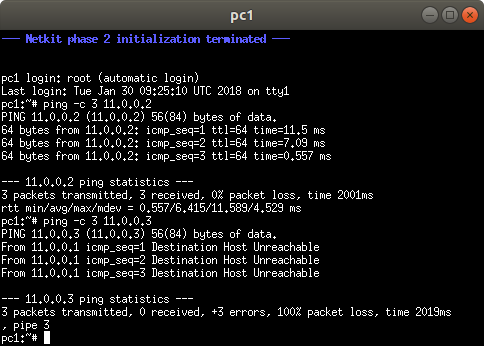 pc1
--- Netkit phase 2 initialization terminated ---
pc1 login: root (automatic login)
Last login: Tue Jan 30 09:25:10 UTC 2018 on tty1
pc1:~# ping -c 3 11.0.0.2
PING 11.0.0.2 (11.0.0.2) 56(84) bytes of data.
64 bytes from 11.0.0.2: icmp_seq=1 ttl=64 time=11.5 ms
64 bytes from 11.0.0.2: icmp_seq=2 ttl=64 time=7.09 ms
64 bytes from 11.0.0.2: icmp_seq=3 ttl=64 time=0.557 ms
--- 11.0.0.2 ping statistics ---
3 packets transmitted, 3 received, 0% packet loss, time 2001ms
rtt min/avg/max/mdev = 0.557/6.415/11.589/4.529 ms
pc1:~# ping -c 3 11.0.0.3
PING 11.0.0.3 (11.0.0.3) 56(84) bytes of data.
From 11.0.0.1 icmp_seq=1 Destination Host Unreachable
From 11.0.0.1 icmp_seq=2 Destination Host Unreachable
From 11.0.0.1 icmp_seq=3 Destination Host Unreachable
--- 11.0.0.3 ping statistics ---
3 packets transmitted, 0 received, +3 errors, 100% packet loss, time 2019ms
, pipe 3
pc1:~#